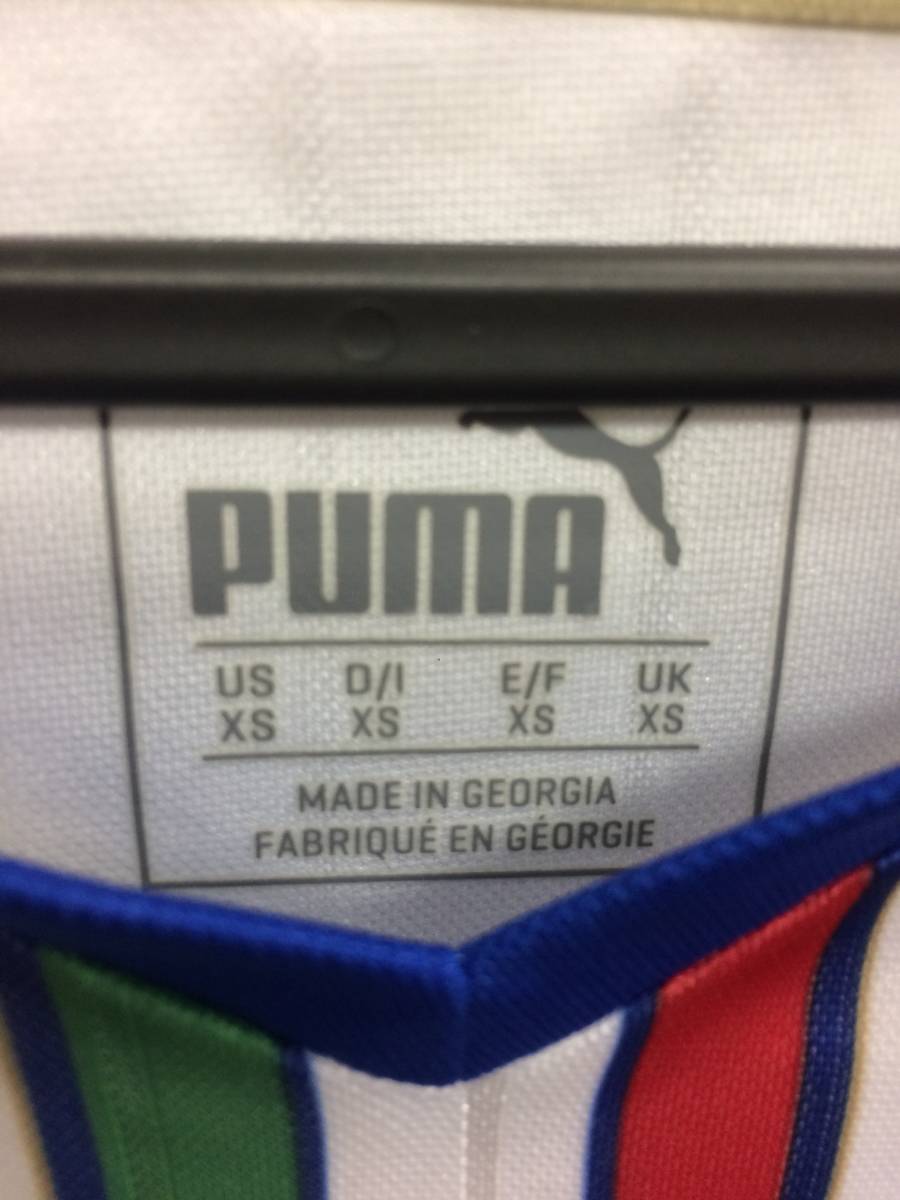 PUMA
US D/I E/F UK
XS XS XS XS
MADE IN GEORGIA
FABRIQUÉ EN GÉORGIE